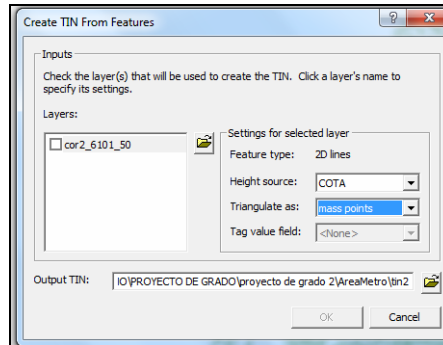 Create TIN From Features
Inputs
Check the layer(s) that will be used to create the TIN. Click a layer's name to
specify its settings.
Layers:
cor2_6101_50
Settings for selected layer
Feature type: 2D lines
Height source: COTA
Triangulate as: mass points
Tag value field: <None>
Output TIN: IO\PROYECTO DE GRADO\proyecto de grado 2\AreaMetro\tin2
OK Cancel